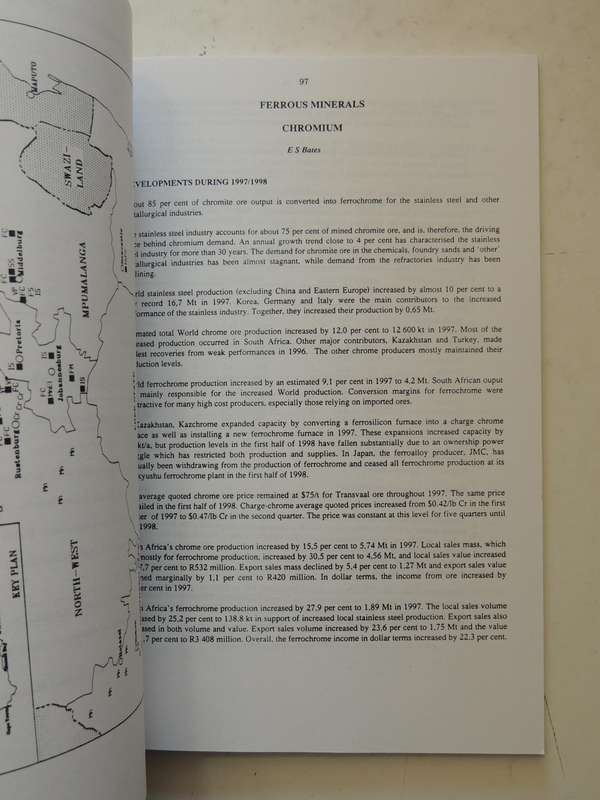 97
FERROUS MINERALS
CHROMIUM
E S Bates
VELOPMENTS DURING 1997/1998
out 85 per cent of chromite ore output is converted into ferrochrome for the stainless steel and other
tallurgical industries.
stainless steel industry accounts for about 75 per cent of mined chromite ore, and is, therefore, the driving
ce behind chromium demand. An annual growth trend close to 4 per cent has characterised the stainless
el industry for more than 30 years. The demand for chromite ore in the chemicals, foundry sands and 'other'
tallurgical industries has been almost stagnant, while demand from the refractories industry has been
lining.
rld stainless steel production (excluding China and Eastern Europe) increased by almost 10 per cent to a
record 16,7 Mt in 1997. Korea, Germany and Italy were the main contributors to the increased
formance of the stainless industry. Together, they increased their production by 0,65 Mt.
mated total World chrome ore production increased by 12,0 per cent to 12 600 kt in 1997. Most of the
eased production occurred in South Africa. Other major contributors, Kazakhstan and Turkey, made
lest recoveries from weak performances in 1996. The other chrome producers mostly maintained their
duction levels.
ld ferrochrome production increased by an estimated 9,1 per cent in 1997 to 4,2 Mt. South African ouput
mainly responsible for the increased World production. Conversion margins for ferrochrome were
tractive for many high cost producers, especially those relying on imported ores.
Kazakhstan, Kazchrome expanded capacity by converting a ferrosilicon furnace into a charge chrome
ace as well as installing a new ferrochrome furnace in 1997. These expansions increased capacity by
kt/a, but production levels in the first half of 1998 have fallen substantially due to an ownership power
ggle which has restricted both production and supplies. In Japan, the ferroalloy producer, JMC, has
ually been withdrawing from the production of ferrochrome and ceased all ferrochrome production at its
kyushu ferrochrome plant in the first half of 1998.
average quoted chrome ore price remained at $75/t for Transvaal ore throughout 1997. The same price
ailed in the first half of 1998. Charge-chrome average quoted prices increased from $0.42/lb Cr in the first
ter of 1997 to $0.47/lb Cr in the second quarter. The price was constant at this level for five quarters until
1998.
h Africa's chrome ore production increased by 15,5 per cent to 5,74 Mt in 1997. Local sales mass, which
mostly for ferrochrome production, increased by 30,5 per cent to 4,56 Mt, and local sales value increased
7,7 per cent to R532 million. Export sales mass declined by 5,4 per cent to 1,27 Mt and export sales value
ned marginally by 1,1 per cent to R420 million. In dollar terms, the income from ore increased by
er cent in 1997.
h Africa's ferrochrome production increased by 27,9 per cent to 1,89 Mt in 1997. The local sales volume
ased by 25,2 per cent to 138,8 kt in support of increased local stainless steel production. Export sales also
ased in both volume and value. Export sales volume increased by 23,6 per cent to 1,75 Mt and the value
,7 per cent to R3 408 million. Overall, the ferrochrome income in dollar terms increased by 22,3 per cent.
MAPUTO
SWAZI-
LAND
MPUMALANGA
Middelburg
Pretoria
Johannesburg
Rustenburg
NORTH-WEST
KEY PLAN